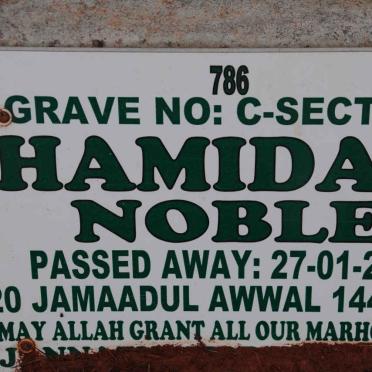 786
GRAVE NO: C-SECT
HAMIDA
NOBLE
PASSED AWAY: 27-01-2
20 JAMAADUL AWWAL 144
MAY ALLAH GRANT ALL OUR MARHO